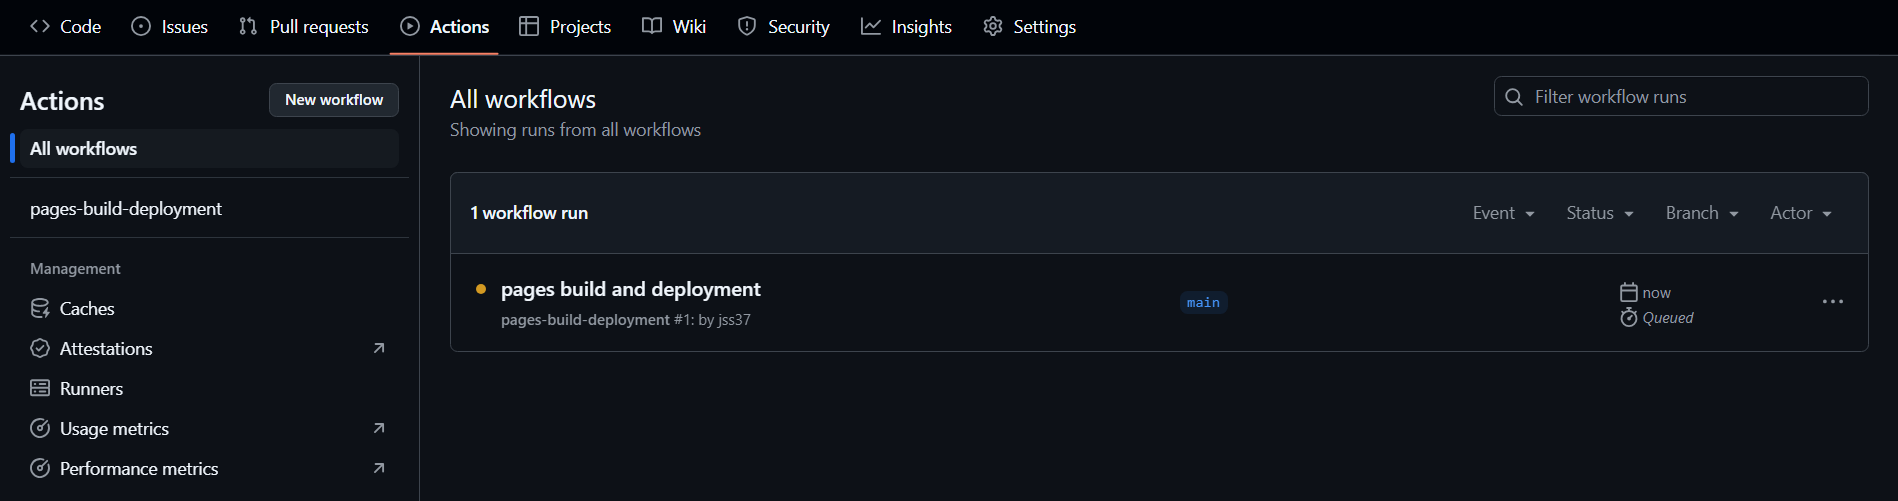 Code Issues Pull requests Actions Projects Wiki Security Insights Settings
Actions
New workflow
All workflows
pages-build-deployment
Management
Caches
Attestations
Runners
Usage metrics
Performance metrics
All workflows
Showing runs from all workflows
Filter workflow runs
1 workflow run
Event Status Branch Actor
pages build and deployment
pages-build-deployment #1: by jss37
main
now
Queued